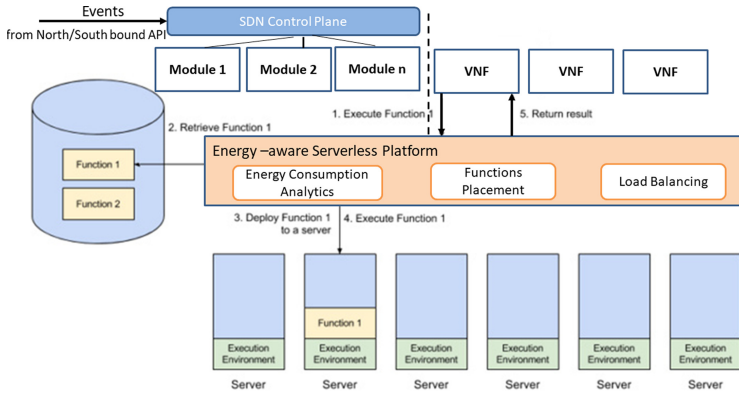 Events
SDN Control Plane
from North/South bound API
Module 1
Module 2
Module n
VNF
VNF
VNF
1. Execute Function 1
5. Return result
2. Retrieve Function 1
Energy –aware Serverless Platform
Function 1
Energy Consumption
Analytics
Functions
Placement
Load Balancing
Function 2
3. Deploy Function 1
to a server
4. Execute Function 1
Function 1
Execution
Environment
Execution
Environment
Execution
Environment
Execution
Environment
Execution
Environment
Execution
Environment
Server
Server
Server
Server
Server
Server